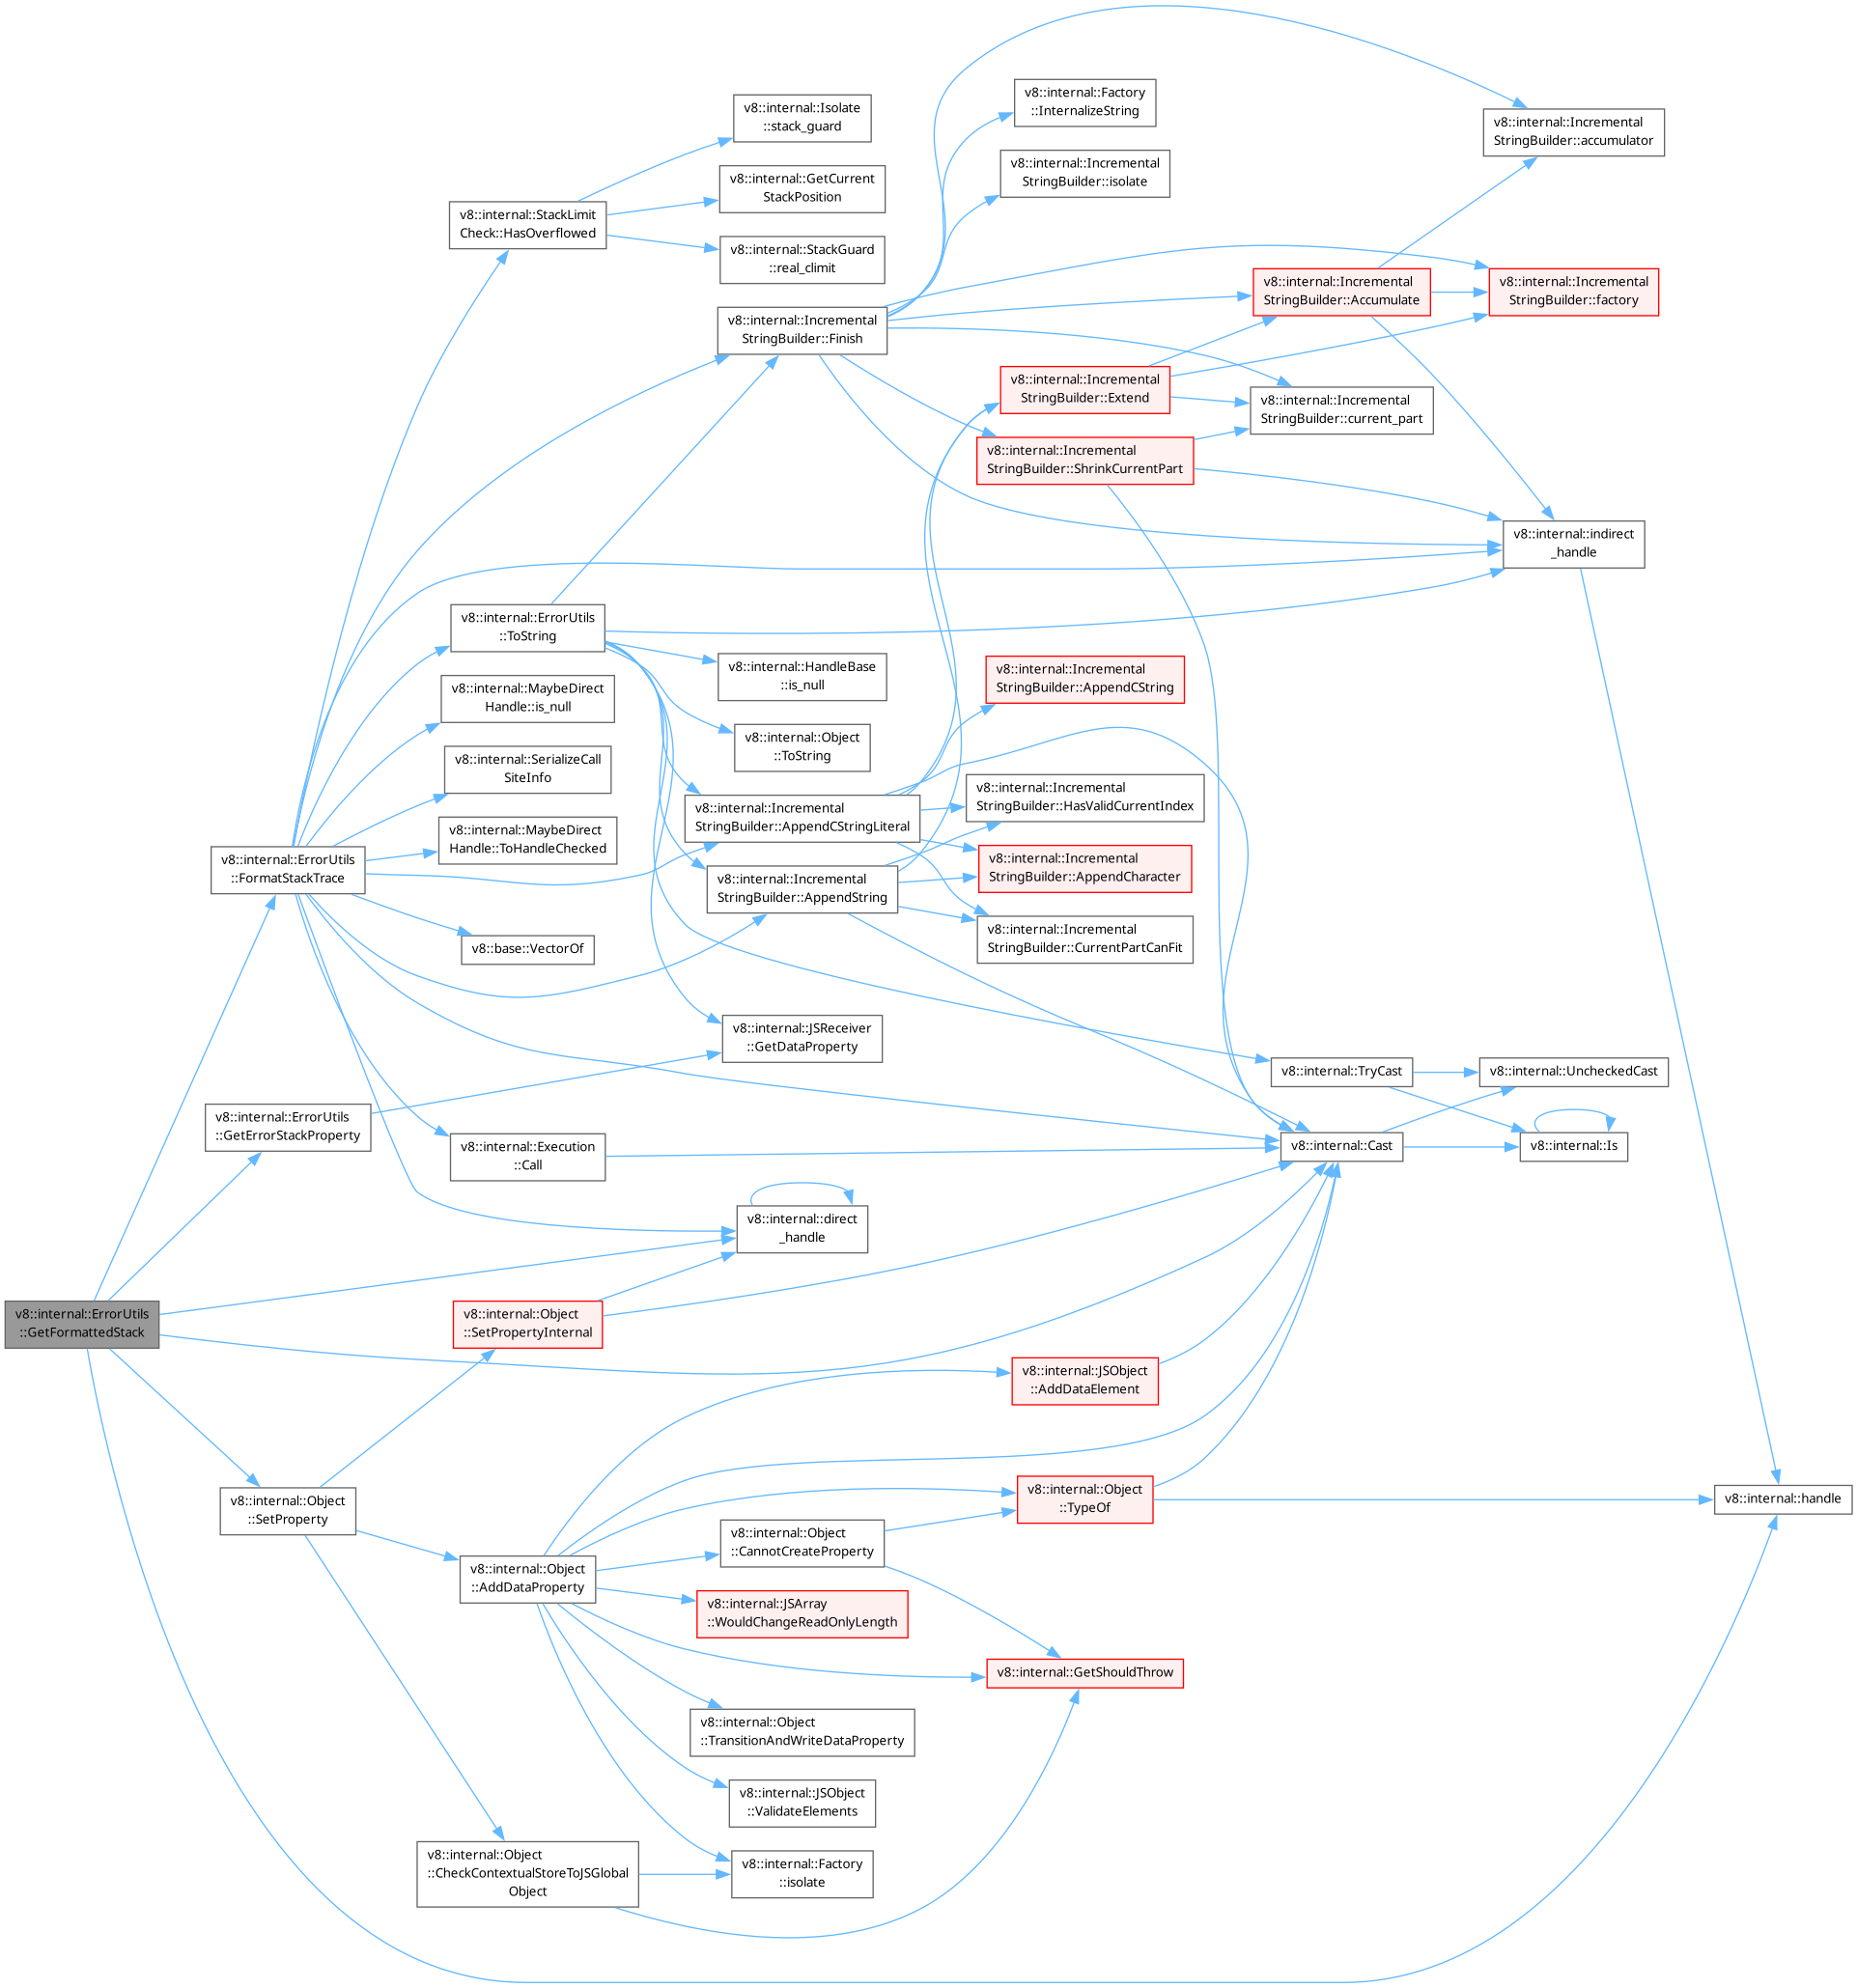 v8::internal::ErrorUtils
::GetFormattedStack
v8::internal::ErrorUtils
::FormatStackTrace
v8::internal::ErrorUtils
::GetErrorStackProperty
v8::internal::Object
::SetProperty
v8::internal::StackLimit
Check::HasOverflowed
v8::internal::ErrorUtils
::ToString
v8::internal::MaybeDirect
Handle::is_null
v8::internal::SerializeCall
SiteInfo
v8::internal::MaybeDirect
Handle::ToHandleChecked
v8::base::VectorOf
v8::internal::Execution
::Call
v8::internal::Object
::SetPropertyInternal
v8::internal::Object
::AddDataProperty
v8::internal::Object
::CheckContextualStoreToJSGlobal
Object
v8::internal::Isolate
::stack_guard
v8::internal::GetCurrent
StackPosition
v8::internal::StackGuard
::real_climit
v8::internal::Incremental
StringBuilder::Finish
v8::internal::HandleBase
::is_null
v8::internal::Object
::ToString
v8::internal::Incremental
StringBuilder::AppendCStringLiteral
v8::internal::Incremental
StringBuilder::AppendString
v8::internal::JSReceiver
::GetDataProperty
v8::internal::direct
_handle
v8::internal::Object
::CannotCreateProperty
v8::internal::JSArray
::WouldChangeReadOnlyLength
v8::internal::Object
::TransitionAndWriteDataProperty
v8::internal::JSObject
::ValidateElements
v8::internal::Factory
::isolate
v8::internal::Factory
::InternalizeString
v8::internal::Incremental
StringBuilder::isolate
v8::internal::Incremental
StringBuilder::Extend
v8::internal::Incremental
StringBuilder::ShrinkCurrentPart
v8::internal::Incremental
StringBuilder::AppendCString
v8::internal::Incremental
StringBuilder::HasValidCurrentIndex
v8::internal::Incremental
StringBuilder::AppendCharacter
v8::internal::Incremental
StringBuilder::CurrentPartCanFit
v8::internal::JSObject
::AddDataElement
v8::internal::Object
::TypeOf
v8::internal::GetShouldThrow
v8::internal::Incremental
StringBuilder::Accumulate
v8::internal::Incremental
StringBuilder::current_part
v8::internal::TryCast
v8::internal::Cast
v8::internal::Incremental
StringBuilder::accumulator
v8::internal::Incremental
StringBuilder::factory
v8::internal::indirect
_handle
v8::internal::UncheckedCast
v8::internal::Is
v8::internal::handle